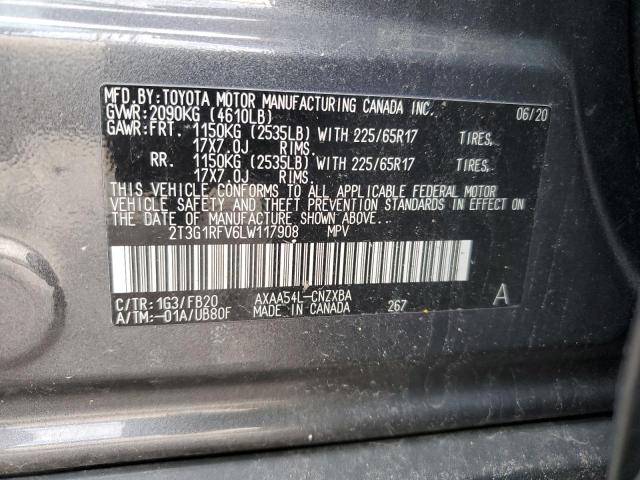 MFD. BY: TOYOTA MOTOR MANUFACTURING CANADA INC. 06/20
GVWR: 2090KG (4610LB)
GAWR: FRT. 1150KG (2535LB) WITH 225/65R17 TIRES,
17X7.0J RIMS.
RR. 1150KG (2535LB) WITH 225/65R17 TIRES,
17X7.0J RIMS.
THIS VEHICLE CONFORMS TO ALL APPLICABLE FEDERAL MOTOR
VEHICLE SAFETY AND THEFT PREVENTION STANDARDS IN EFFECT ON
THE DATE OF MANUFACTURE SHOWN ABOVE.
2T3G1RFV6LW117908 MPV
C/TR: 1G3/FB20 AXAA54L-CNZXBA A
A/TM: -01A/UB80F MADE IN CANADA 267